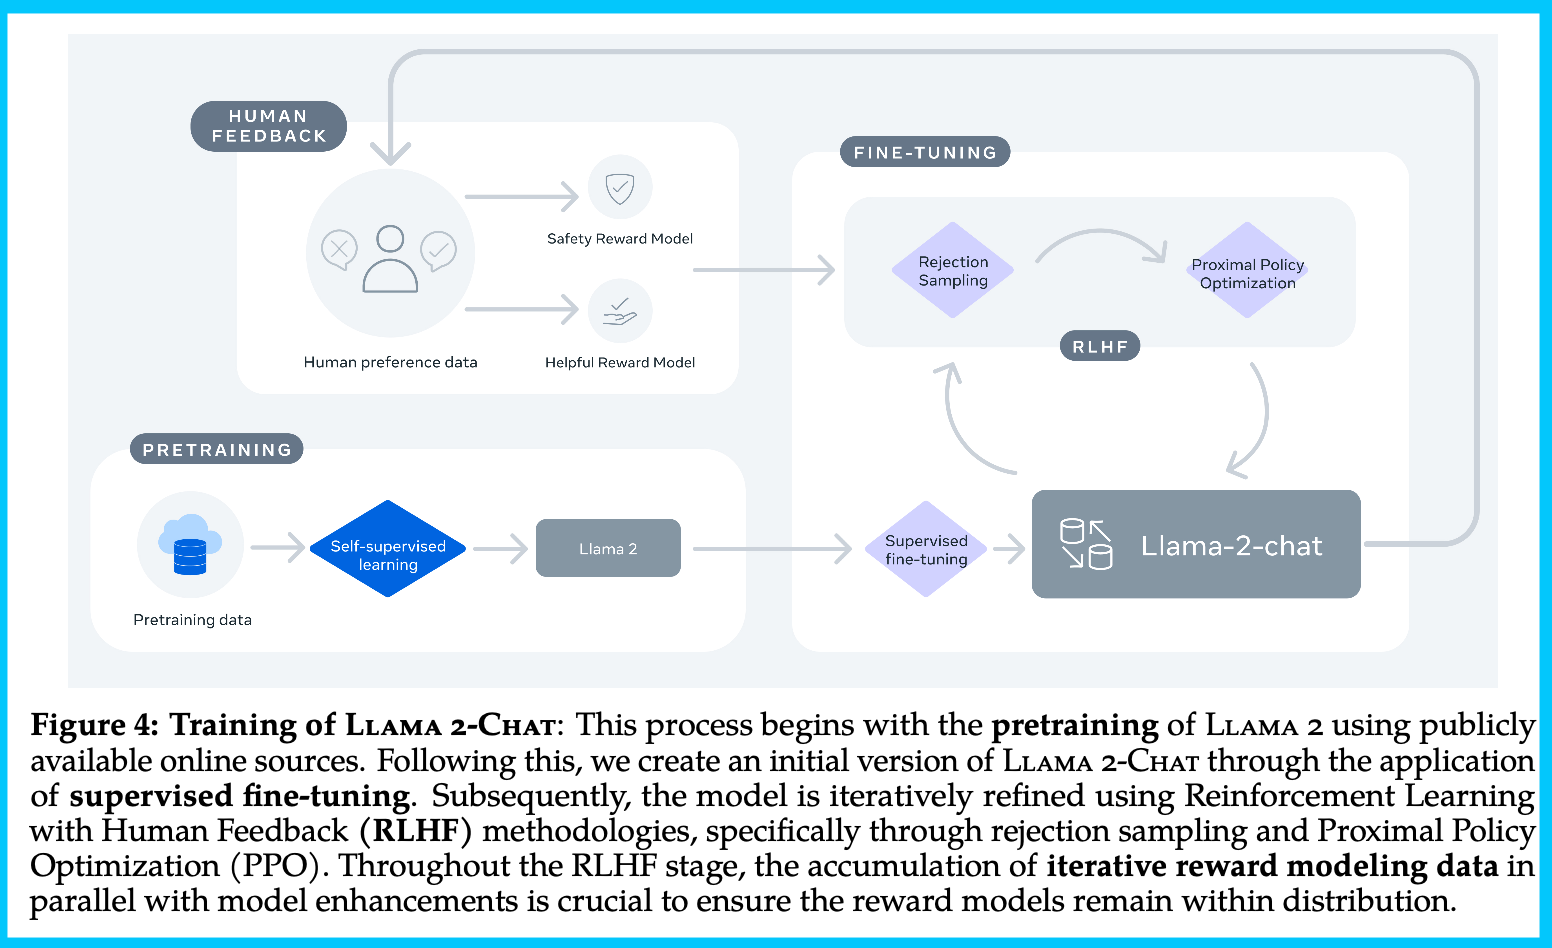 HUMAN
FEEDBACK
Safety Reward Model
Human preference data
Helpful Reward Model
FINE-TUNING
Rejection
Sampling
Proximal Policy
Optimization
RLHF
PRETRAINING
Pretraining data
Self-supervised
learning
Llama 2
Supervised
fine-tuning
Llama-2-chat
Figure 4: Training of LLAMA 2-CHAT: This process begins with the pretraining of LLAMA 2 using publicly
available online sources. Following this, we create an initial version of LLAMA 2-CHAT through the application
of supervised fine-tuning. Subsequently, the model is iteratively refined using Reinforcement Learning
with Human Feedback (RLHF) methodologies, specifically through rejection sampling and Proximal Policy
Optimization (PPO). Throughout the RLHF stage, the accumulation of iterative reward modeling data in
parallel with model enhancements is crucial to ensure the reward models remain within distribution.